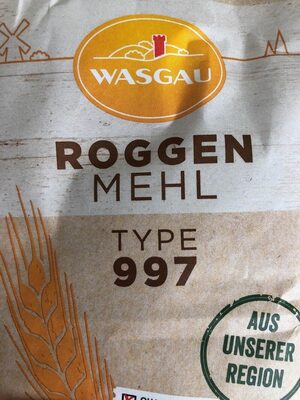 WASGAU
ROGGEN
MEHL
TYPE
997
AUS
UNSERER
REGION